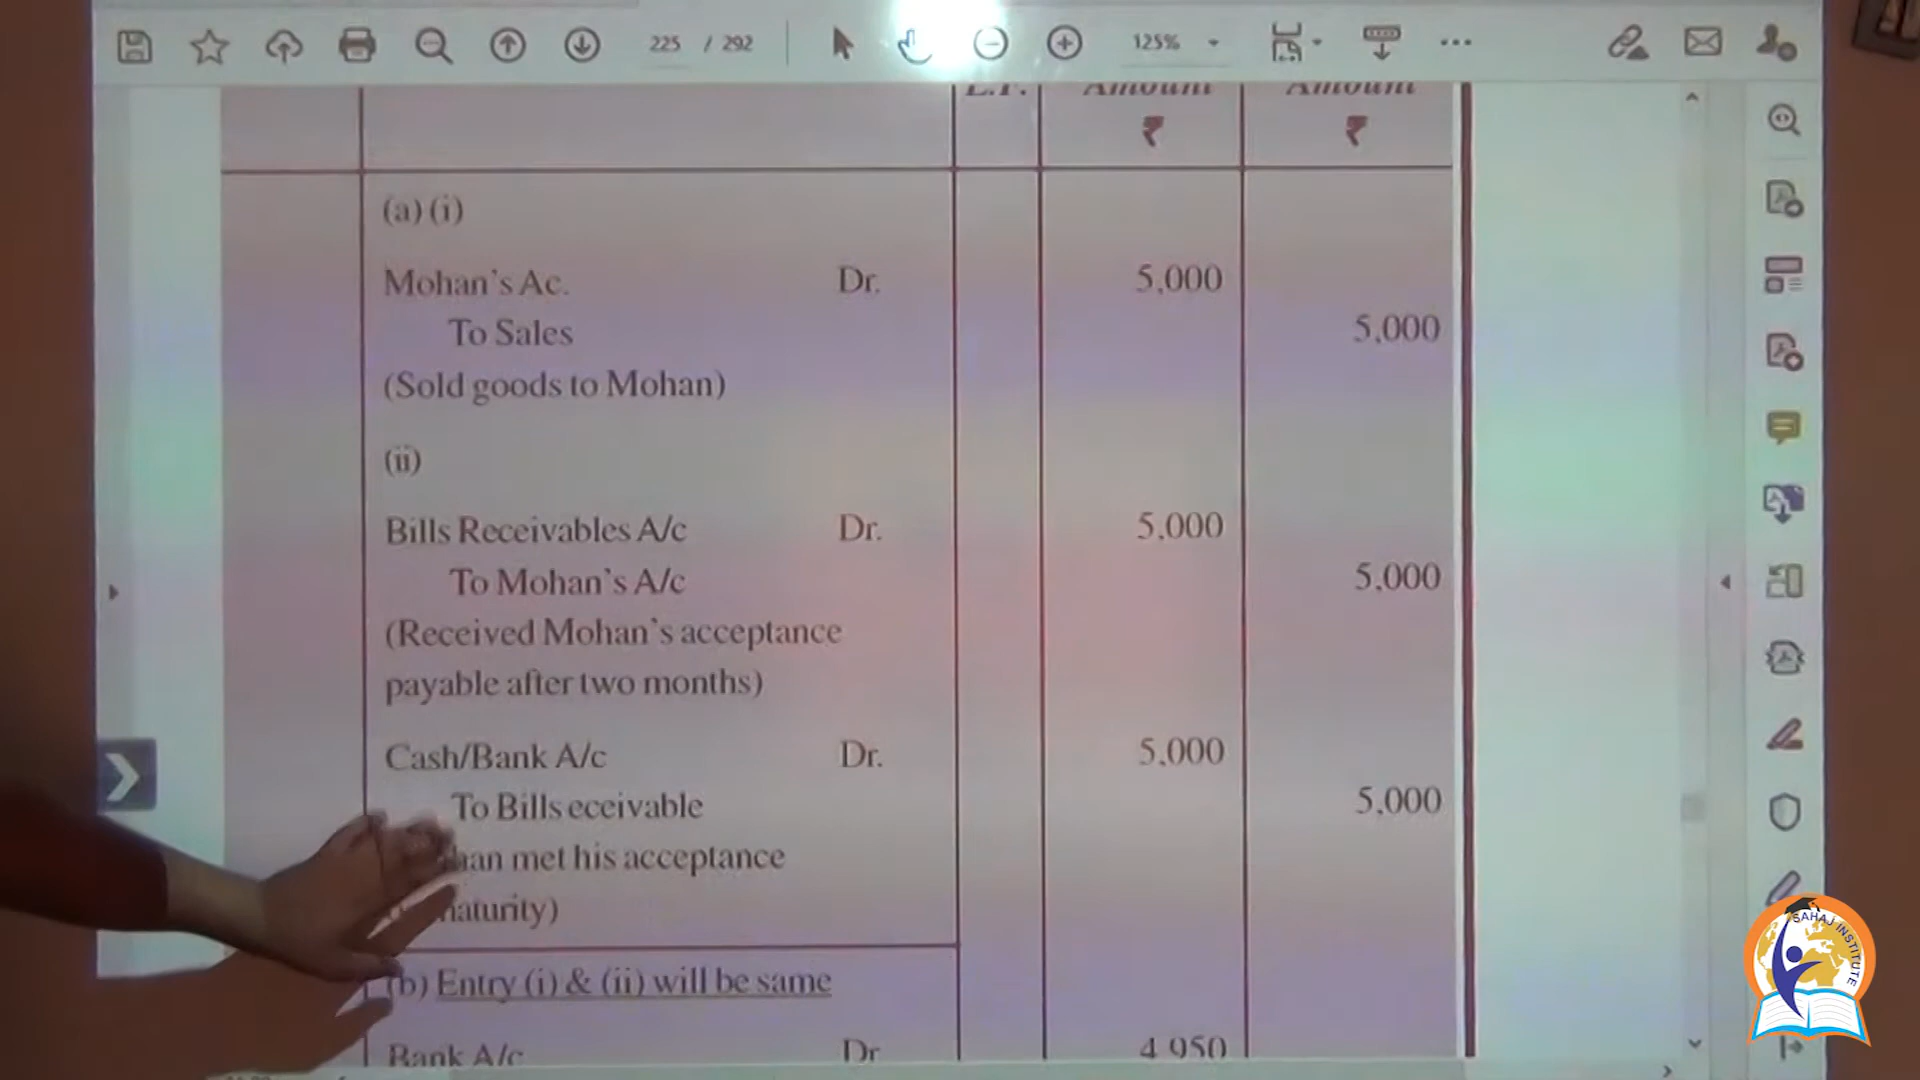 225 / 292
125%
L.F. Amount Amount
₹ ₹
(a) (i)
Mohan's Ac. Dr. 5,000
To Sales 5,000
(Sold goods to Mohan)
(ii)
Bills Receivables A/c Dr. 5,000
To Mohan's A/c 5,000
(Received Mohan's acceptance
payable after two months)
Cash/Bank A/c Dr. 5,000
To Bills eceivable 5,000
met his acceptance
(b) Entry (i) & (ii) will be same
Bank A/c Dr 4,950
SAHAJ INSTITUTE